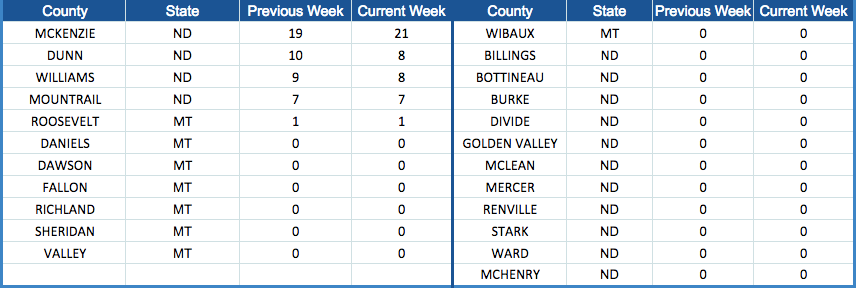 County State Previous Week Current Week County State Previous Week Current Week
MCKENZIE ND 19 21 WIBAUX MT 0 0
DUNN ND 10 8 BILLINGS ND 0 0
WILLIAMS ND 9 8 BOTTINEAU ND 0 0
MOUNTRAIL ND 7 7 BURKE ND 0 0
ROOSEVELT MT 1 1 DIVIDE ND 0 0
DANIELS MT 0 0 GOLDEN VALLEY ND 0 0
DAWSON MT 0 0 MCLEAN ND 0 0
FALLON MT 0 0 MERCER ND 0 0
RICHLAND MT 0 0 RENVILLE ND 0 0
SHERIDAN MT 0 0 STARK ND 0 0
VALLEY MT 0 0 WARD ND 0 0
MCHENRY ND 0 0